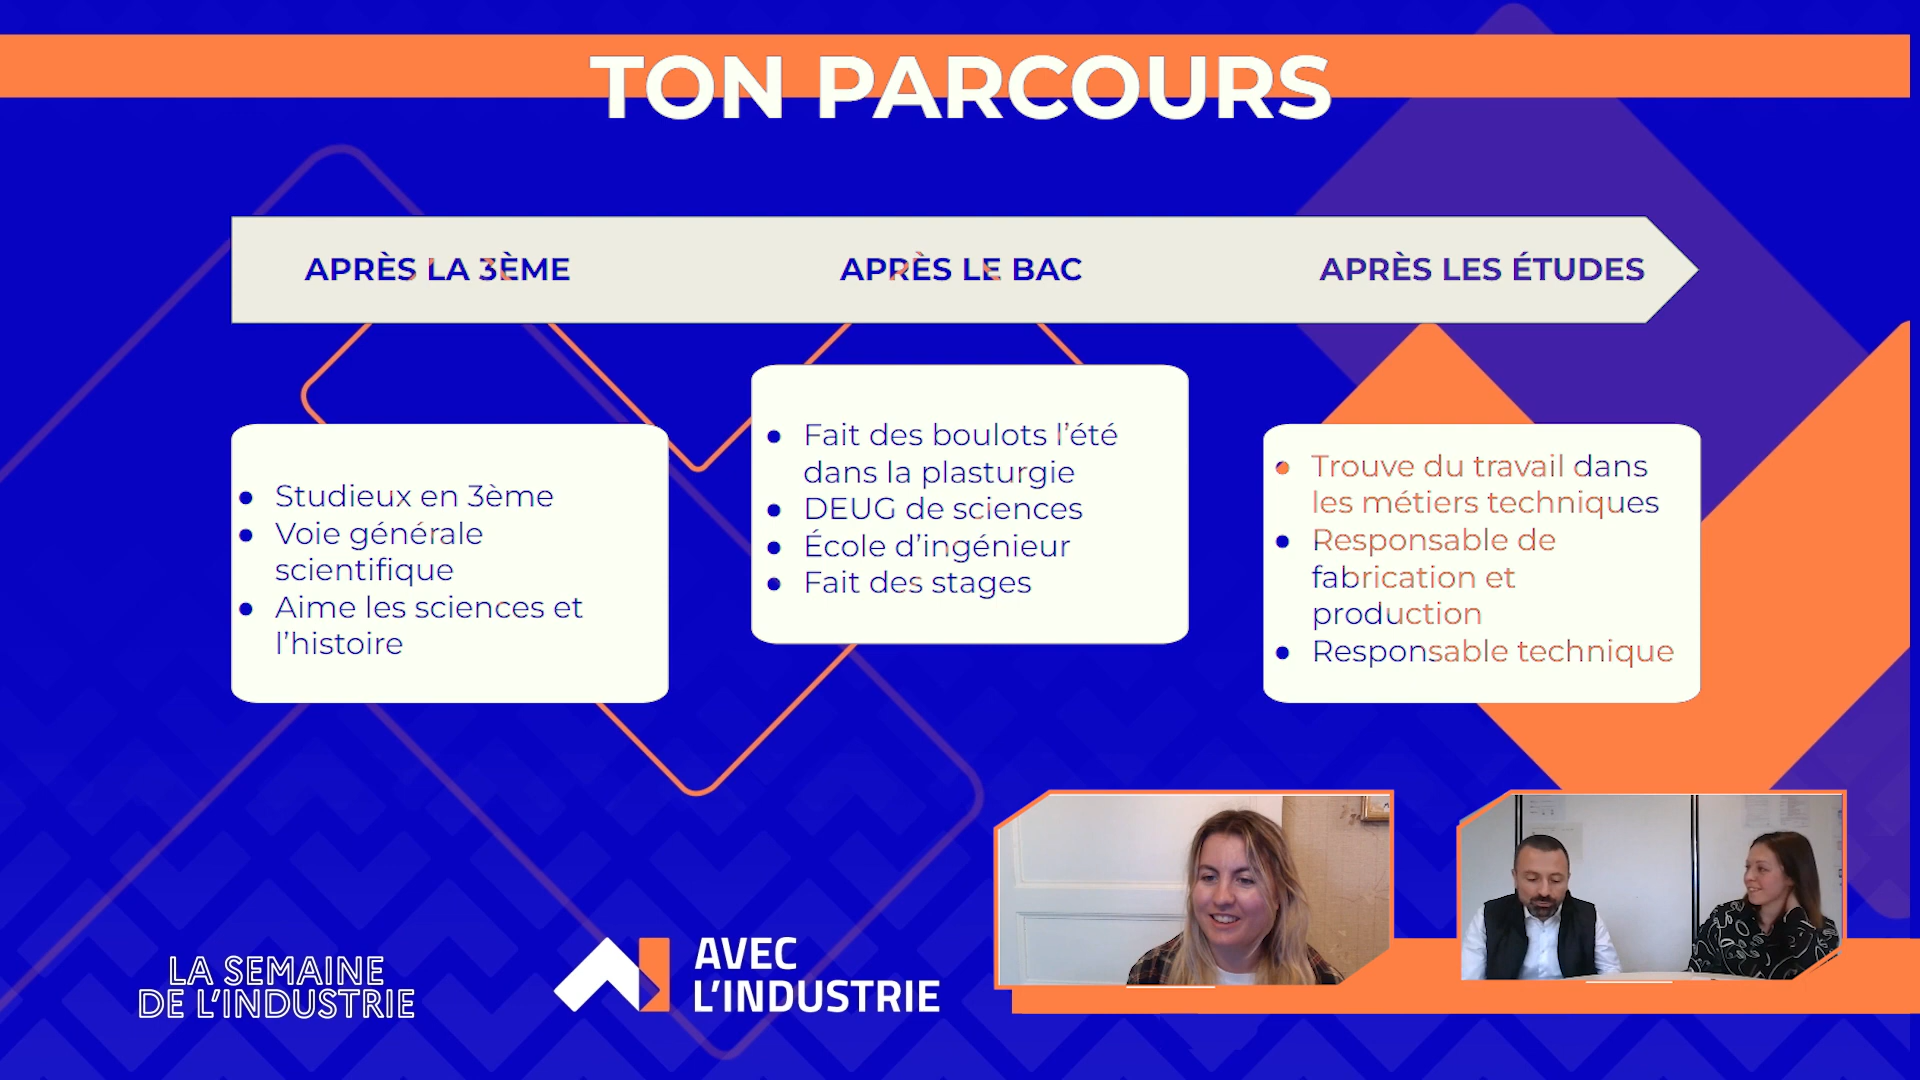 TON PARCOURS
APRÈS LA 3ÈME
APRÈS LE BAC
APRÈS LES ÉTUDES
● Studieux en 3ème
● Voie générale
scientifique
● Aime les sciences et
l’histoire
● Fait des boulots l’été
dans la plasturgie
● DEUG de sciences
● École d’ingénieur
● Fait des stages
● Trouve du travail dans
les métiers techniques
● Responsable de
fabrication et
production
● Responsable technique
LA SEMAINE
DE L’INDUSTRIE
AVEC
L’INDUSTRIE